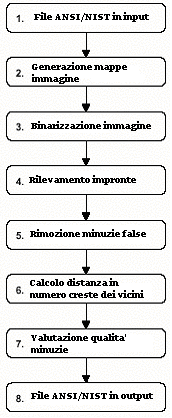 1. File ANSI/NIST in input
2. Generazione mappe
immagine
3. Binarizzazione immagine
4. Rilevamento impronte
5. Rimozione minuzie false
6. Calcolo distanza in
numero creste dei vicini
7. Valutazione qualita'
minuzie
8. File ANSI/NIST in output